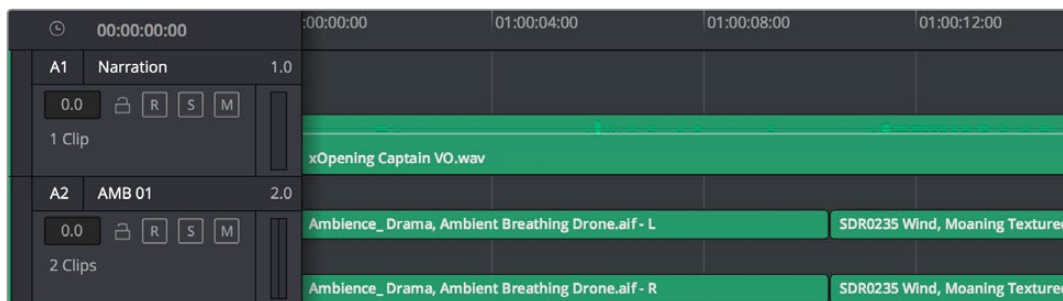 00:00:00:00 :00:00:00 01:00:04:00 01:00:08:00 01:00:12:00
A1 Narration 1.0
0.0 R S M
1 Clip
xOpening Captain VO.wav
A2 AMB 01 2.0
0.0 R S M
2 Clips
Ambience_ Drama, Ambient Breathing Drone.aif - L SDR0235 Wind, Moaning Texture
Ambience_ Drama, Ambient Breathing Drone.aif - R SDR0235 Wind, Moaning Texture